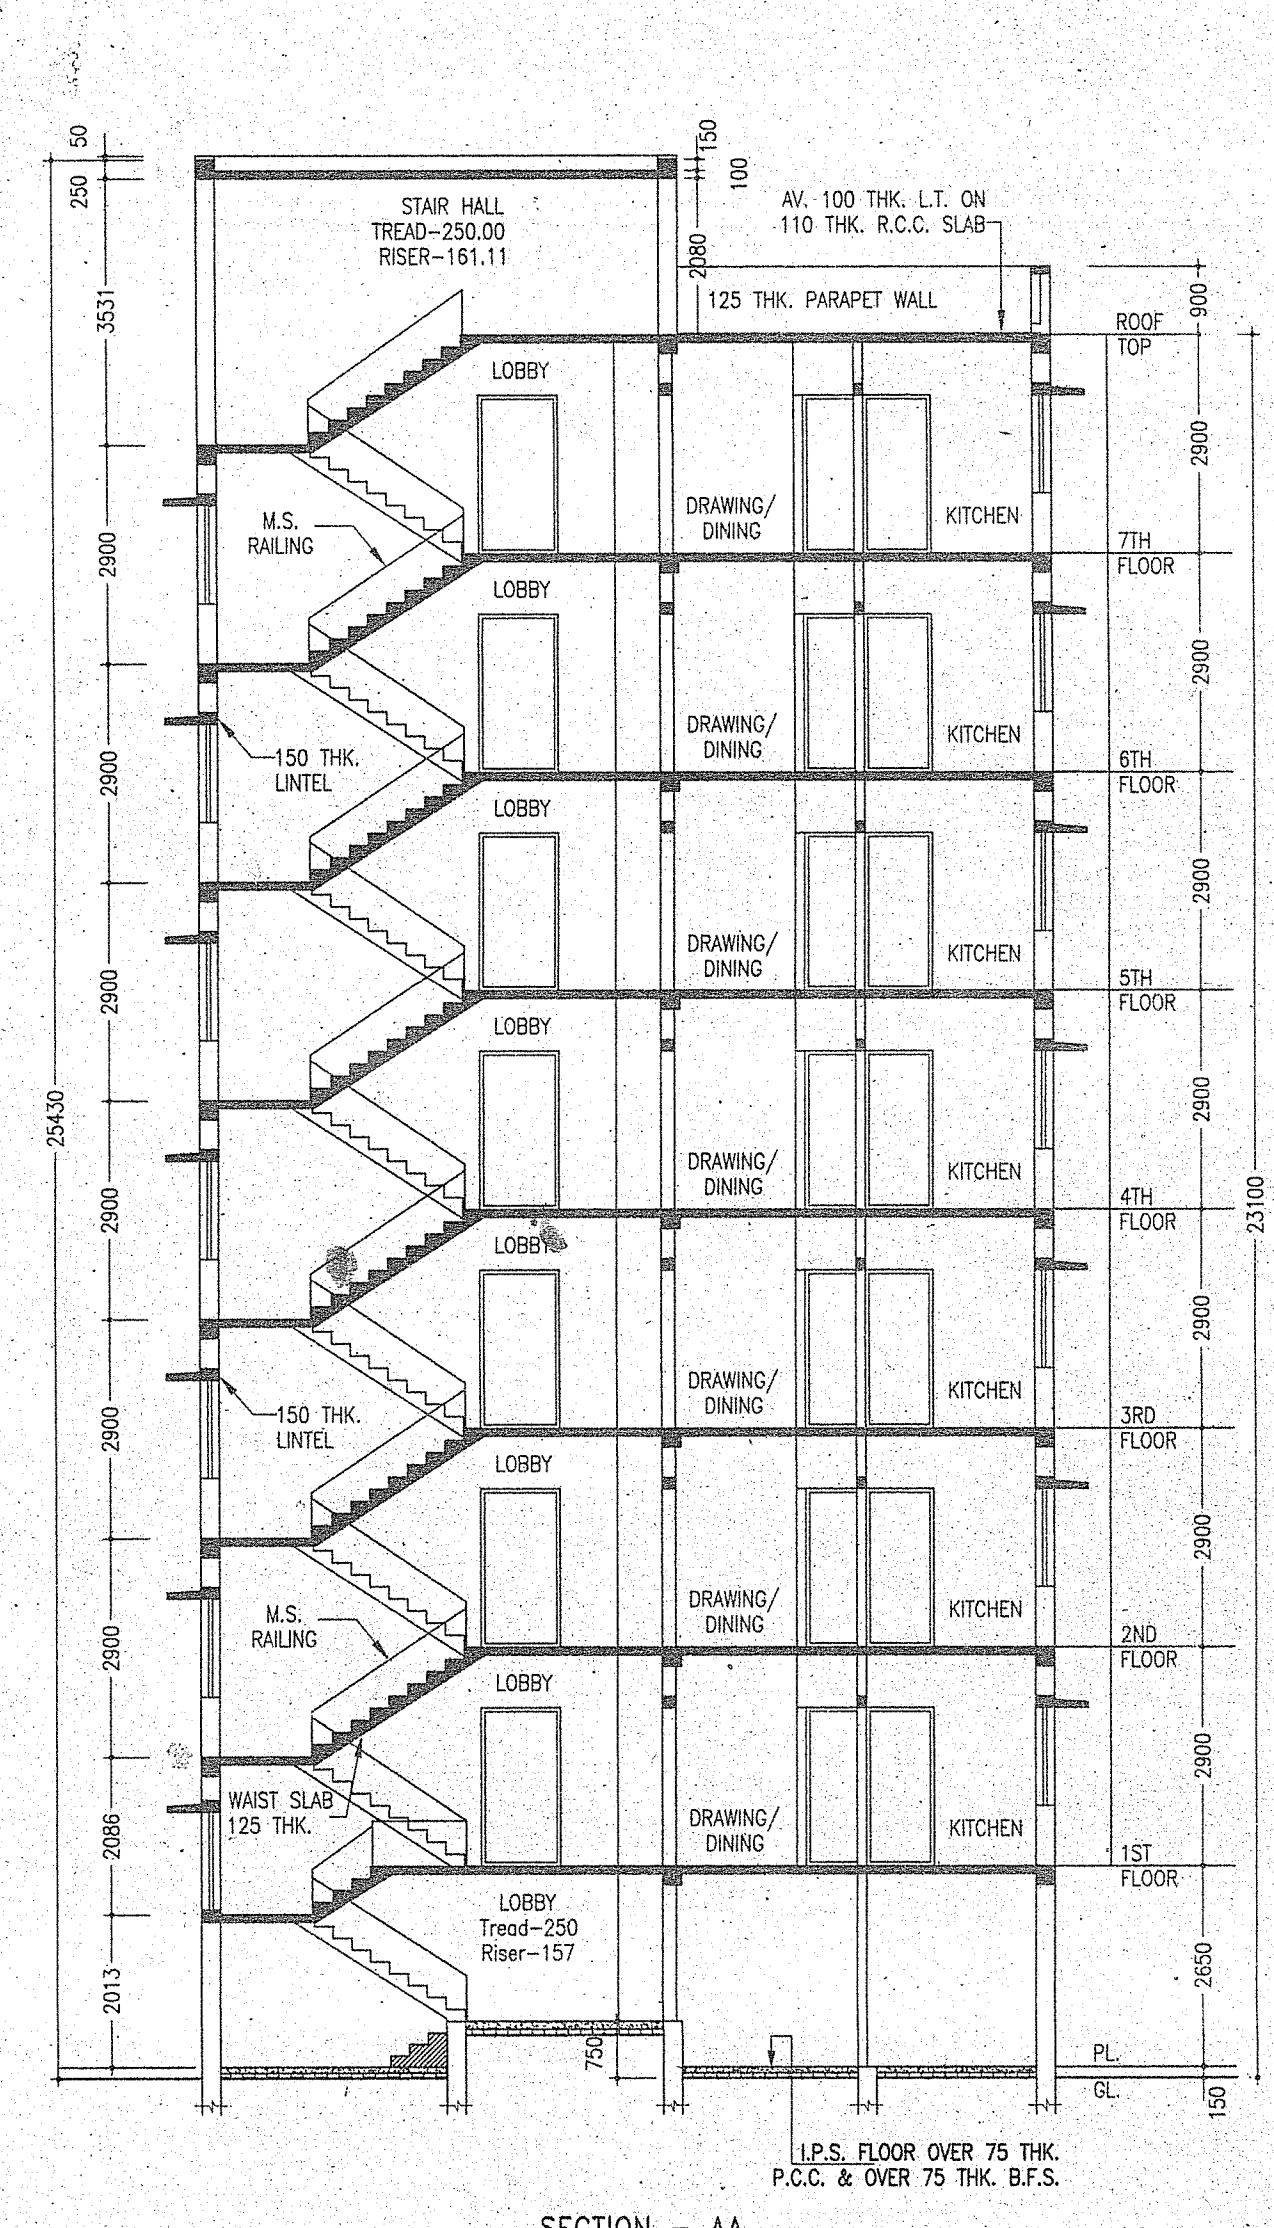 50
150
250
100
STAIR HALL
TREAD-250.00
RISER-161.11
AV. 100 THK. L.T. ON
110 THK. R.C.C. SLAB
2080
3531
125 THK. PARAPET WALL
900
ROOF
TOP
LOBBY
2900
DRAWING/
DINING
KITCHEN
M.S.
RAILING
2900
7TH
FLOOR
LOBBY
2900
DRAWING/
DINING
KITCHEN
150 THK.
LINTEL
2900
6TH
FLOOR
LOBBY
2900
DRAWING/
DINING
KITCHEN
2900
5TH
FLOOR
LOBBY
2900
25430
DRAWING/
DINING
KITCHEN
2900
4TH
FLOOR
23100
LOBBY
2900
DRAWING/
DINING
KITCHEN
150 THK.
LINTEL
2900
3RD
FLOOR
LOBBY
2900
DRAWING/
DINING
KITCHEN
M.S.
RAILING
2900
2ND
FLOOR
LOBBY
2900
WAIST SLAB
125 THK.
2086
DRAWING/
DINING
KITCHEN
1ST
FLOOR
LOBBY
Tread-250
Riser-157
2013
2650
750
PL.
GL.
150
I.P.S. FLOOR OVER 75 THK.
P.C.C. & OVER 75 THK. B.F.S.
SECTION - AA